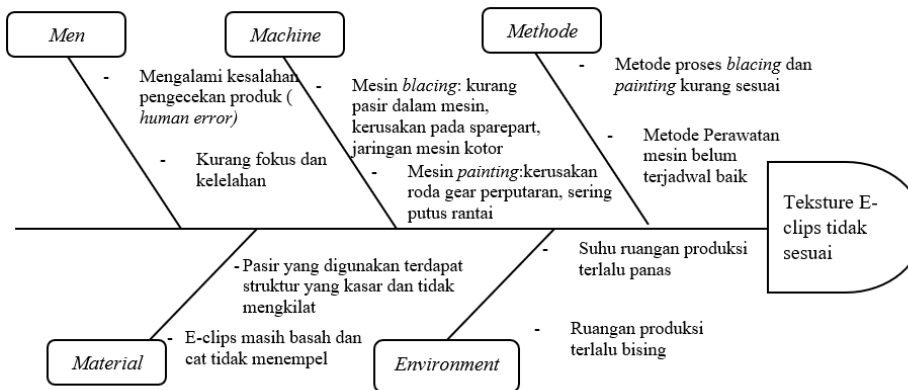 Men
Machine
Methode
- Mengalami kesalahan
pengecekan produk (
human error)
- Kurang fokus dan
kelelahan
- Mesin blacing: kurang
pasir dalam mesin,
kerusakan pada sparepart,
jaringan mesin kotor
- Mesin painting:kerusakan
roda gear perputaran, sering
putus rantai
- Metode proses blacing dan
painting kurang sesuai
- Metode Perawatan
mesin belum
terjadwal baik
Teksture E-
clips tidak
sesuai
-Pasir yang digunakan terdapat
struktur yang kasar dan tidak
mengkilat
- E-clips masih basah dan
cat tidak menempel
- Suhu ruangan produksi
terlalu panas
- Ruangan produksi
terlalu bising
Material
Environment